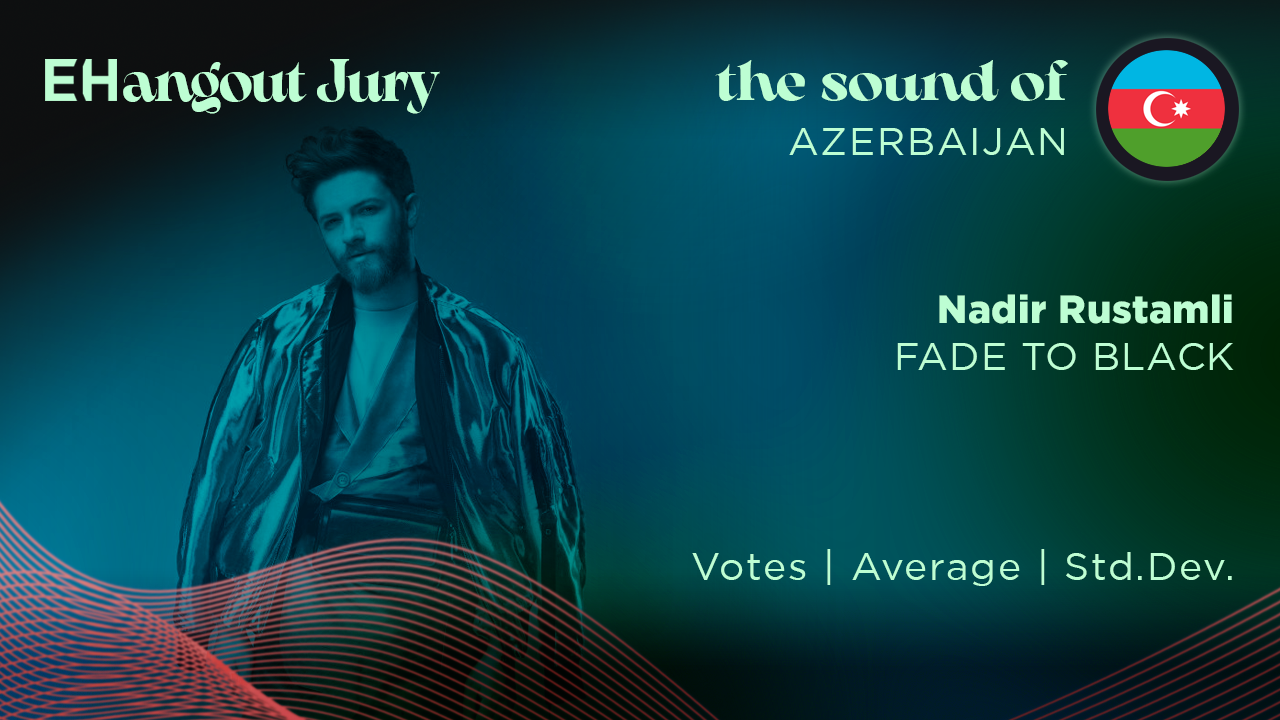 EHangout Jury
the sound of
AZERBAIJAN
Nadir Rustamli
FADE TO BLACK
Votes | Average | Std.Dev.